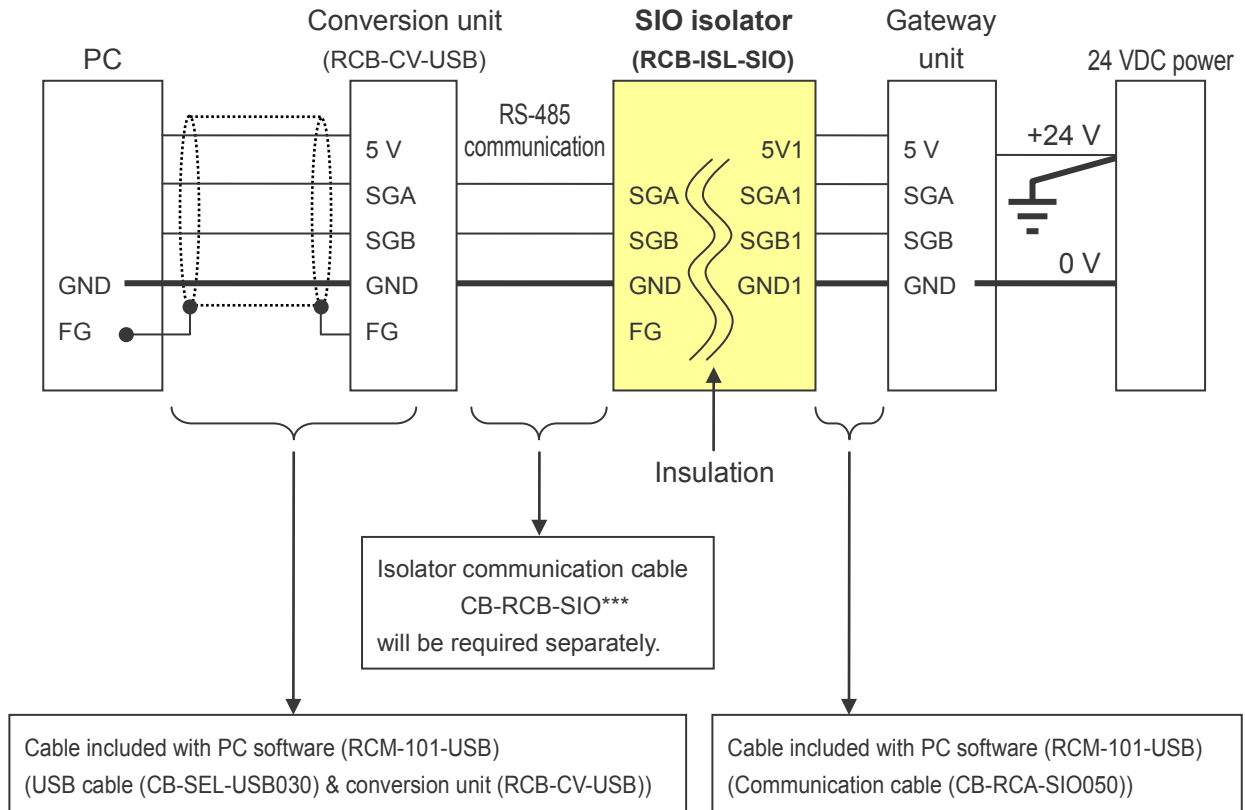 Conversion unit
(RCB-CV-USB)
SIO isolator
(RCB-ISL-SIO)
Gateway
unit
PC
24 VDC power
RS-485
communication
5 V
SGA
SGB
GND
FG
GND
FG
SGA
SGB
GND
FG
5V1
SGA1
SGB1
GND1
5 V
SGA
SGB
GND
+24 V
0 V
Insulation
Isolator communication cable
CB-RCB-SIO***
will be required separately.
Cable included with PC software (RCM-101-USB)
(USB cable (CB-SEL-USB030) & conversion unit (RCB-CV-USB))
Cable included with PC software (RCM-101-USB)
(Communication cable (CB-RCA-SIO050))